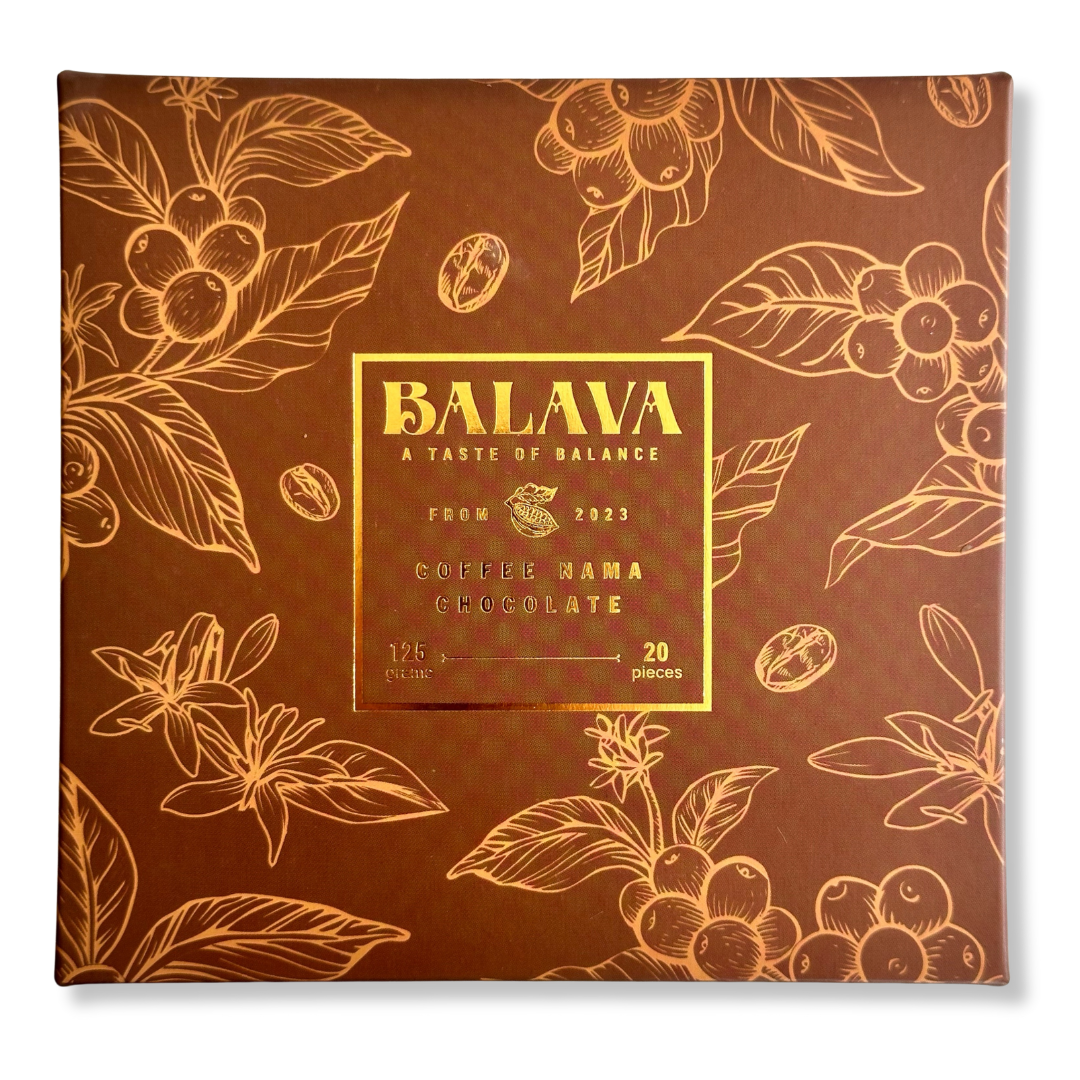 BALAVA
A TASTE OF BALANCE
FROM 2023
COFFEE NAMA
CHOCOLATE
125 20
grams pieces